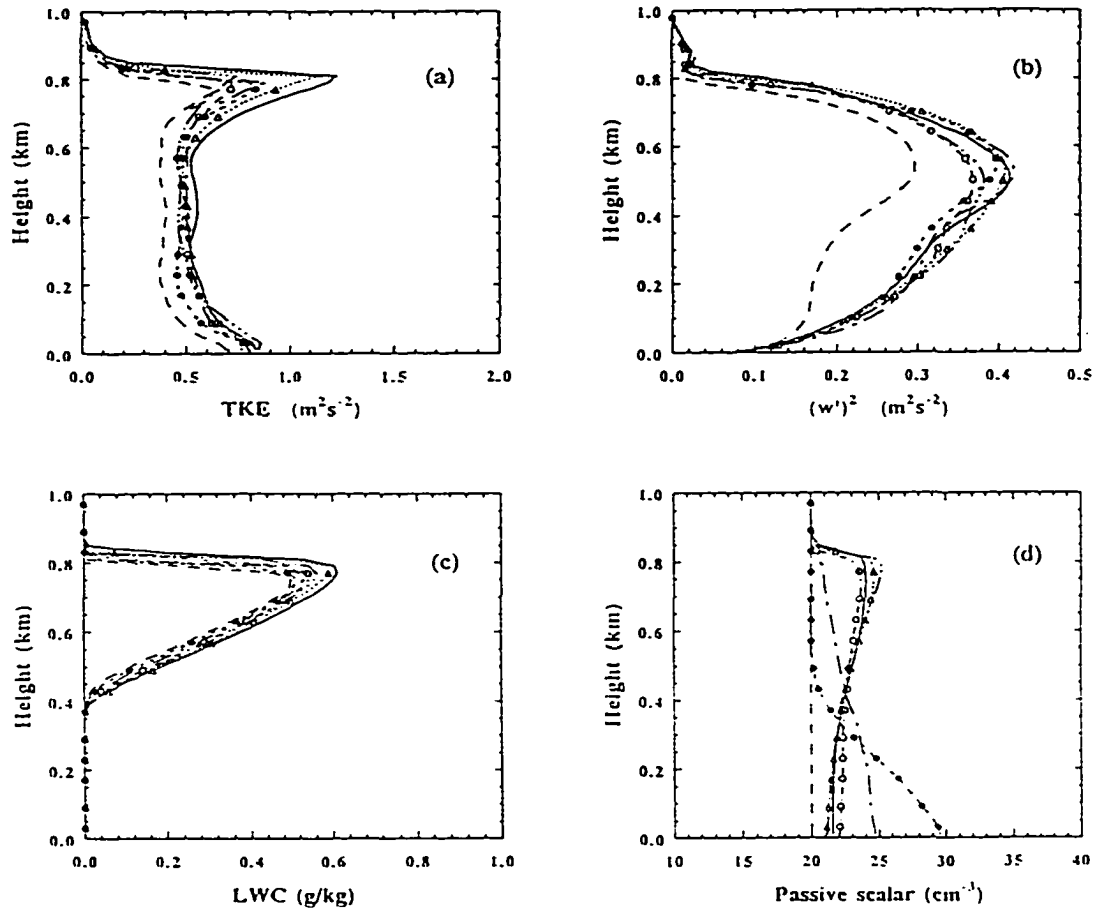 1.0
0.8
0.6
0.4
0.2
0.0
Height (km)
(a)
0.0 0.5 1.0 1.5 2.0
TKE (m²s⁻²)
1.0
0.8
0.6
0.4
0.2
0.0
Height (km)
(b)
0.0 0.1 0.2 0.3 0.4 0.5
(w')² (m²s⁻²)
1.0
0.8
0.6
0.4
0.2
0.0
Height (km)
(c)
0.0 0.2 0.4 0.6 0.8 1.0
LWC (g/kg)
1.0
0.8
0.6
0.4
0.2
0.0
Height (km)
(d)
10 15 20 25 30 35 40
Passive scalar (cm⁻³)